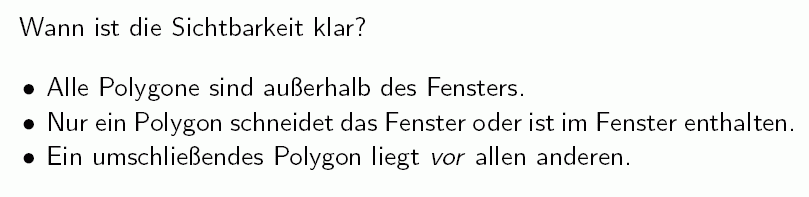 Wann ist die Sichtbarkeit klar?
• Alle Polygone sind außerhalb des Fensters.
• Nur ein Polygon schneidet das Fenster oder ist im Fenster enthalten.
• Ein umschließendes Polygon liegt vor allen anderen.